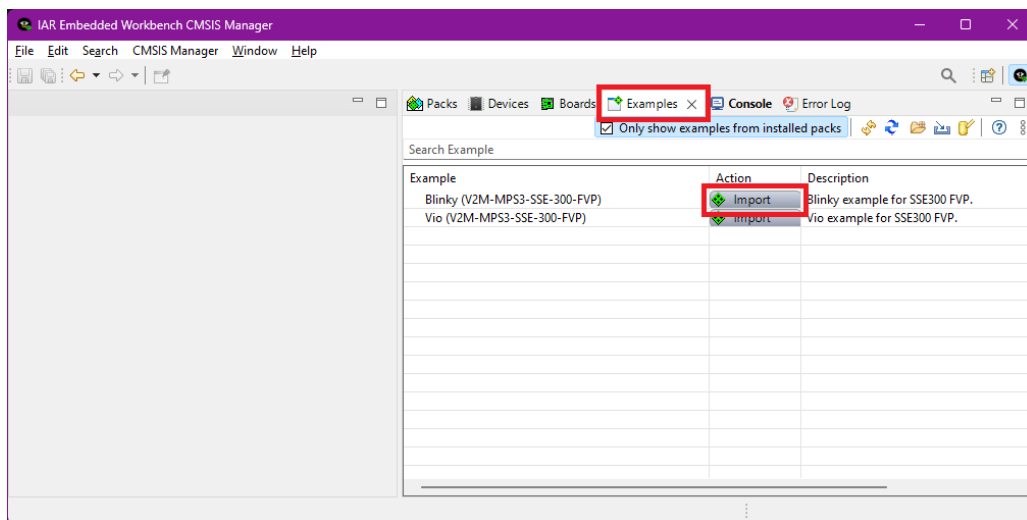 IAR Embedded Workbench CMSIS Manager
File Edit Search CMSIS Manager Window Help
Packs Devices Boards Examples Console Error Log
Only show examples from installed packs
Search Example
Example Action Description
Blinky (V2M-MPS3-SSE-300-FVP) Import Blinky example for SSE300 FVP.
Vio (V2M-MPS3-SSE-300-FVP) Import Vio example for SSE300 FVP.